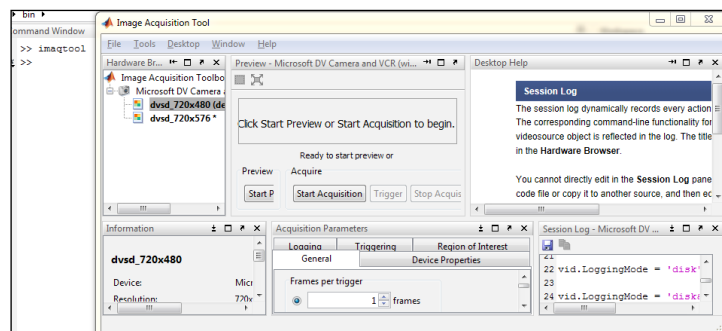 bin
ommand Window
>> imaqtool
>>
Image Acquisition Tool
File Tools Desktop Window Help
Hardware Br...
Image Acquisition Toolbo
Microsoft DV Camera a
dvsd_720x480 (de
dvsd_720x576 *
Preview - Microsoft DV Camera and VCR (wi...
Click Start Preview or Start Acquisition to begin.
Ready to start preview or
Preview Acquire
Start P Start Acquisition Trigger Stop Acquis
Desktop Help
Session Log
The session log dynamically records every action
The corresponding command-line functionality for
videosource object is reflected in the log. The title
in the Hardware Browser.
You cannot directly edit in the Session Log pane
code file or copy it to another source, and then ec
Information
dvsd_720x480
Device: Micr
Resolution: 720x
Acquisition Parameters
Logging Triggering Region of Interest
General Device Properties
Frames per trigger
1 frames
Session Log - Microsoft DV ...
21
22 vid.LoggingMode = 'disk'
23
24 vid.LoggingMode = 'disk&